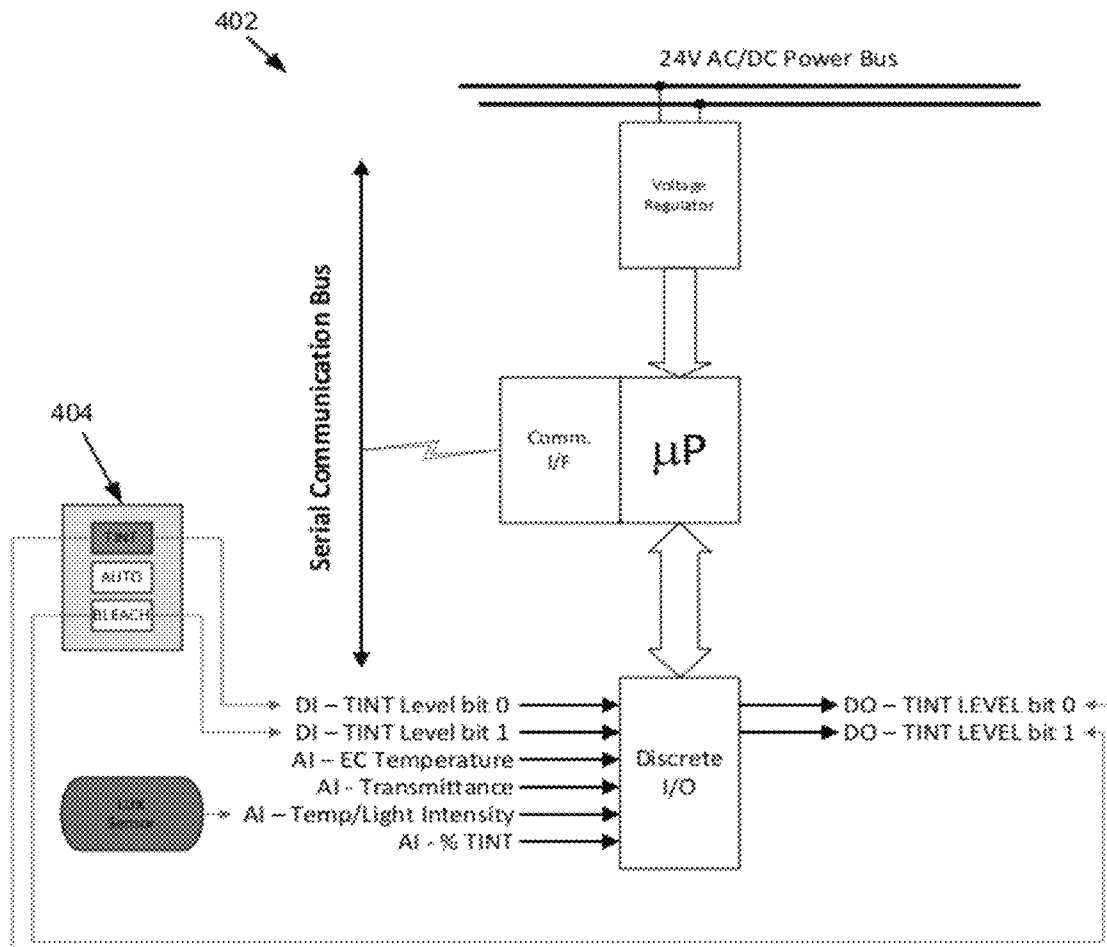 402
24V AC/DC Power Bus
Voltage
Regulator
Serial Communication Bus
Comm.
I/F
µP
404
TINT
AUTO
BLEACH
DI – TINT Level bit 0
DI – TINT Level bit 1
AI – EC Temperature
AI - Transmittance
AI – Temp/Light Intensity
AI - % TINT
Discrete
I/O
DO – TINT LEVEL bit 0
DO – TINT LEVEL bit 1
Sensor